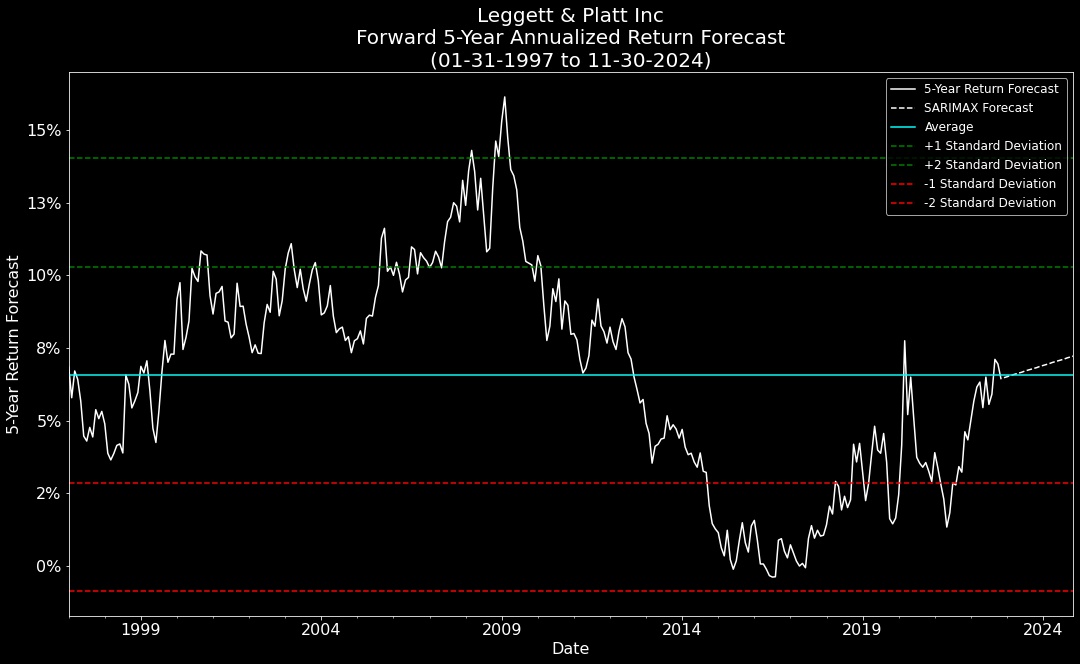 Leggett & Platt Inc
Forward 5-Year Annualized Return Forecast
(01-31-1997 to 11-30-2024)
5-Year Return Forecast
SARIMAX Forecast
Average
+1 Standard Deviation
+2 Standard Deviation
-1 Standard Deviation
-2 Standard Deviation
5-Year Return Forecast
15%
13%
10%
8%
5%
2%
0%
1999 2004 2009 2014 2019 2024
Date